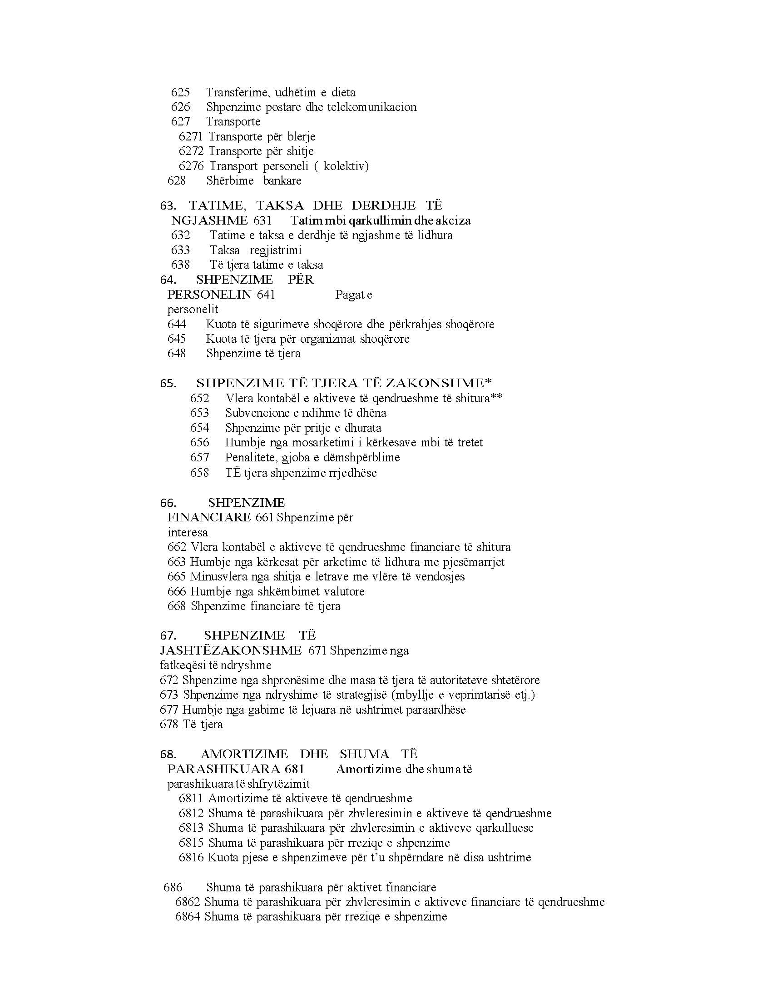 625 Transferime, udhëtim e dieta
626 Shpenzime postare dhe telekomunikacion
627 Transporte
6271 Transporte për blerje
6272 Transporte për shitje
6276 Transport personeli ( kolektiv)
628 Shërbime bankare
63. TATIME, TAKSA DHE DERDHJE TË
NGJASHME 631 Tatim mbi qarkullimin dhe akciza
632 Tatime e taksa e derdhje të ngjashme të lidhura
633 Taksa regjistrimi
638 Të tjera tatime e taksa
64. SHPENZIME PËR
PERSONELIN 641 Pagat e
personelit
644 Kuota të sigurimeve shoqërore dhe përkrahjes shoqërore
645 Kuota të tjera për organizmat shoqërore
648 Shpenzime të tjera
65. SHPENZIME TË TJERA TË ZAKONSHME*
652 Vlera kontabël e aktiveve të qendrueshme të shitura**
653 Subvencione e ndihme të dhëna
654 Shpenzime për pritje e dhurata
656 Humbje nga mosarketimi i kërkesave mbi të tretet
657 Penalitete, gjoba e dëmshpërblime
658 TË tjera shpenzime rrjedhëse
66. SHPENZIME
FINANCIARE 661 Shpenzime për
interesa
662 Vlera kontabël e aktiveve të qendrueshme financiare të shitura
663 Humbje nga kërkesat për arketime të lidhura me pjesëmarrjet
665 Minusvlera nga shitja e letrave me vlëre të vendosjes
666 Humbje nga shkëmbimet valutore
668 Shpenzime financiare të tjera
67. SHPENZIME TË
JASHTËZAKONSHME 671 Shpenzime nga
fatkeqësi të ndryshme
672 Shpenzime nga shpronësime dhe masa të tjera të autoriteteve shtetërore
673 Shpenzime nga ndryshime të strategjisë (mbyllje e veprimtarisë etj.)
677 Humbje nga gabime të lejuara në ushtrimet paraardhëse
678 Të tjera
68. AMORTIZIME DHE SHUMA TË
PARASHIKUARA 681 Amortizime dhe shuma të
parashikuara të shfrytëzimit
6811 Amortizime të aktiveve të qendrueshme
6812 Shuma të parashikuara për zhvleresimin e aktiveve të qendrueshme
6813 Shuma të parashikuara për zhvleresimin e aktiveve qarkulluese
6815 Shuma të parashikuara për rreziqe e shpenzime
6816 Kuota pjese e shpenzimeve për t’u shpërndare në disa ushtrime
686 Shuma të parashikuara për aktivet financiare
6862 Shuma të parashikuara për zhvleresimin e aktiveve financiare të qendrueshme
6864 Shuma të parashikuara për rreziqe e shpenzime